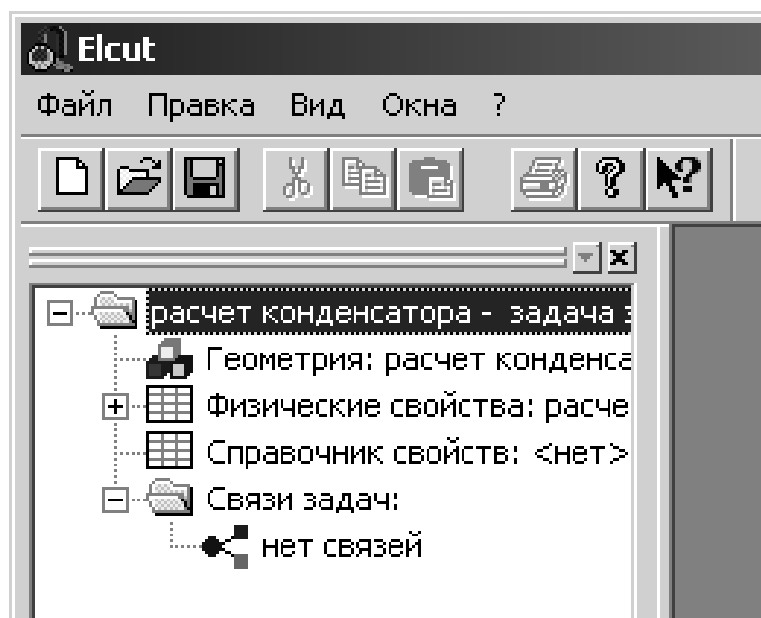 Elcut
Файл Правка Вид Окна ?
расчет конденсатора - задача
Геометрия: расчет конденса
Физические свойства: расче
Справочник свойств: <нет>
Связи задач:
нет связей